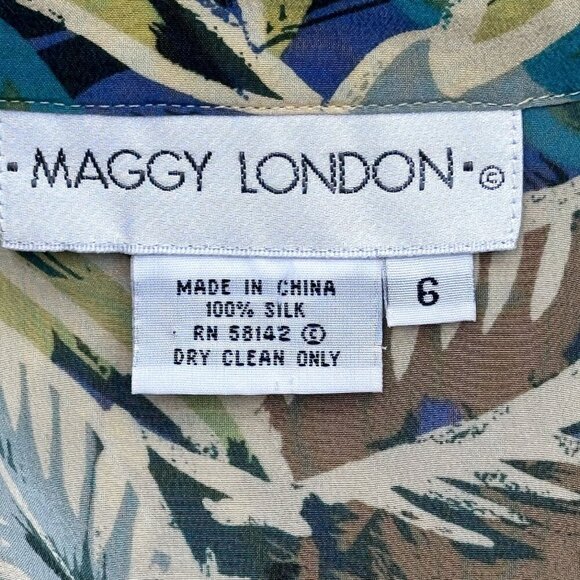 ·MAGGY LONDON·©
MADE IN CHINA
100% SILK
RN 58142 ©
DRY CLEAN ONLY
6